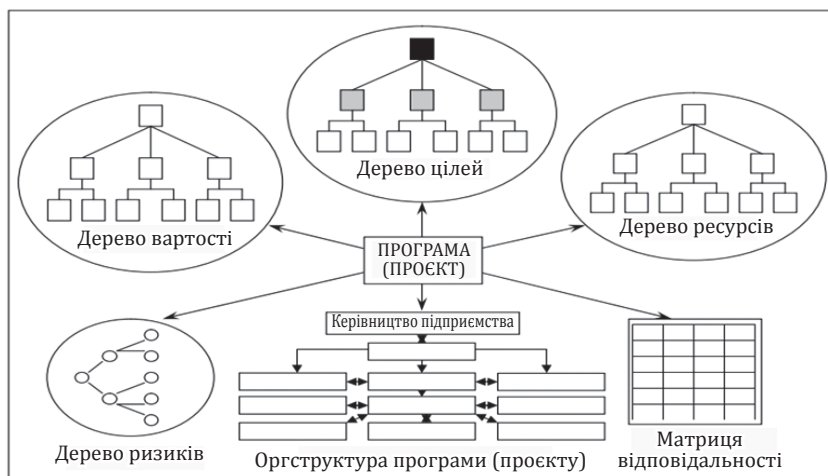 Дерево цілей
Дерево вартості
Дерево ресурсів
ПРОГРАМА
(ПРОЄКТ)
Керівництво підприємства
Дерево ризиків
Оргструктура програми (проєкту)
Матриця
відповідальності